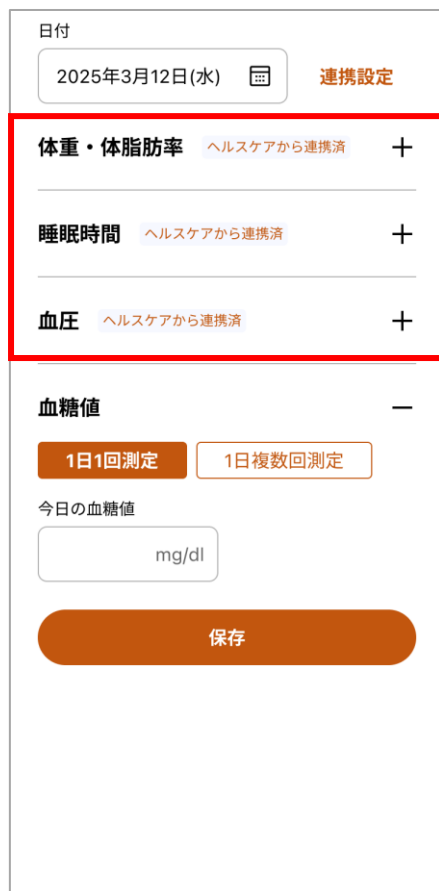 日付
2025年3月12日(水) 連携設定
体重・体脂肪率 ヘルスケアから連携済
睡眠時間 ヘルスケアから連携済
血圧 ヘルスケアから連携済
血糖値
1日1回測定 1日複数回測定
今日の血糖値
mg/dl
保存